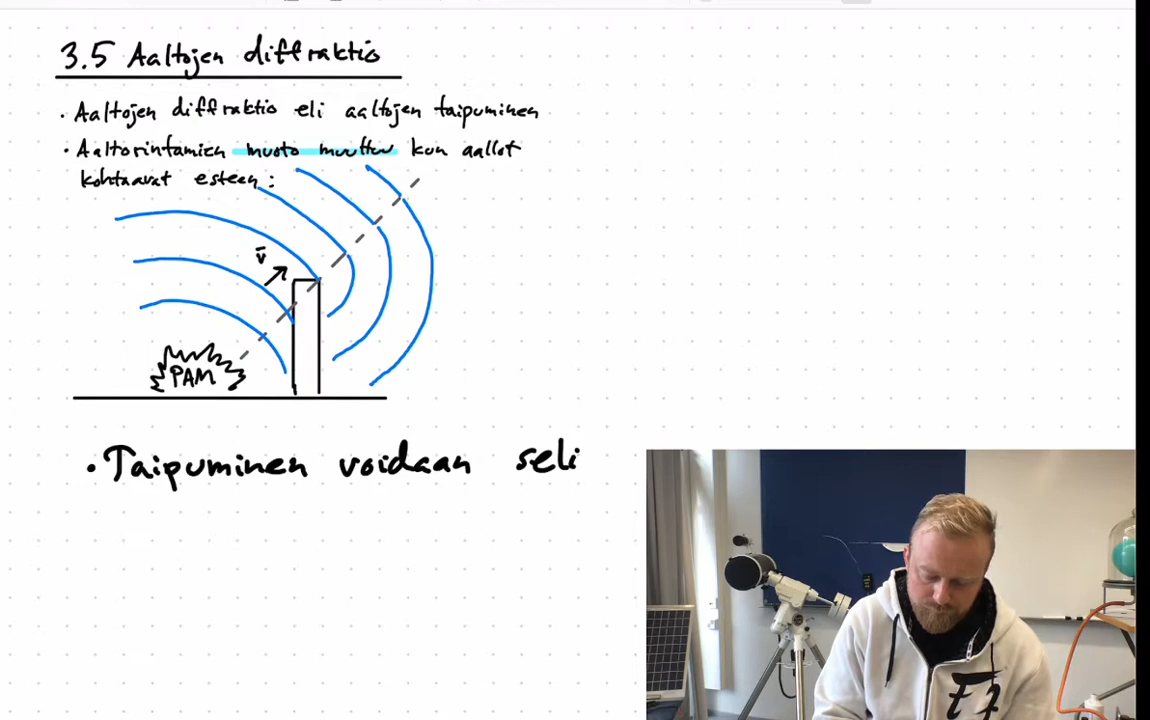 3.5 Aaltojen diffraktio
• Aaltojen diffraktio eli aaltojen taipuminen
• Aaltorintamien muoto muuttuu kun aallot
kohtaavat esteen:
v̄
PAM
• Taipuminen voidaan seli